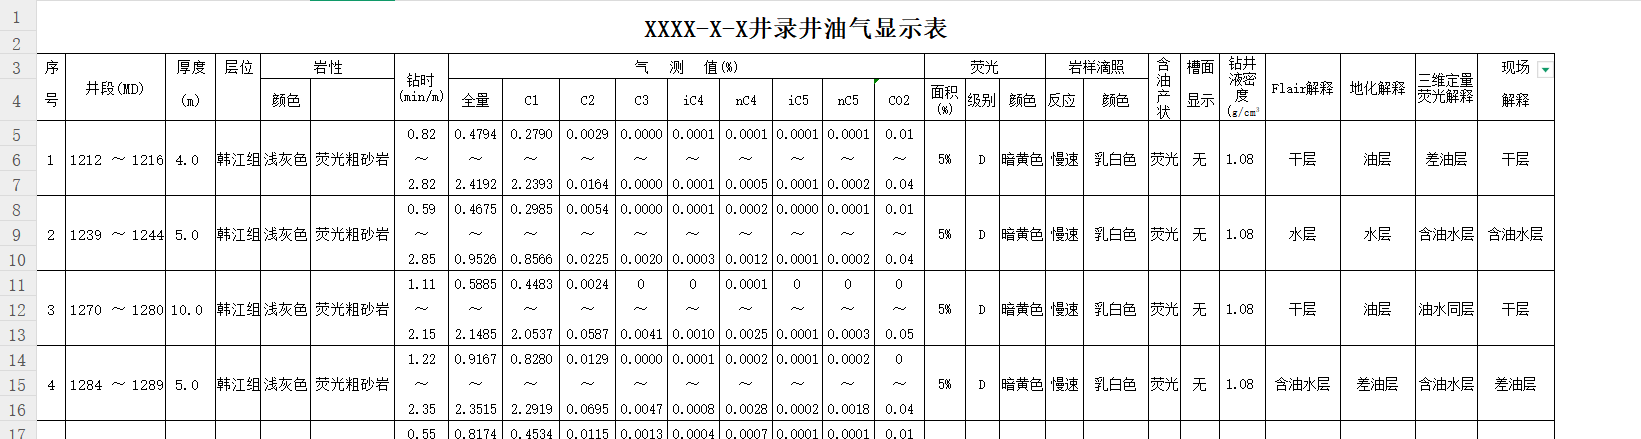 XXXX-X-X井录井油气显示表
1
2
3 序 厚度 层位 岩性 钻时 气 测 值(%) 荧光 岩样滴照 含油产状 槽面 钻井液密度 现场
4 号 井段(MD) (m) 颜色 (min/m) 全量 C1 C2 C3 iC4 nC4 iC5 nC5 CO2 面积(%) 级别 颜色 反应 颜色 显示 (g/cm³ Flair解释 地化解释 三维定量荧光解释 解释
5 0.82 0.4794 0.2790 0.0029 0.0000 0.0001 0.0001 0.0001 0.0001 0.01
6 1 1212 ～ 1216 4.0 韩江组 浅灰色 荧光粗砂岩 ～ ～ ～ ～ ～ ～ ～ ～ ～ ～ 5% D 暗黄色 慢速 乳白色 荧光 无 1.08 干层 油层 差油层 干层
7 2.82 2.4192 2.2393 0.0164 0.0000 0.0001 0.0005 0.0001 0.0002 0.04
8 0.59 0.4675 0.2985 0.0054 0.0000 0.0001 0.0002 0.0000 0.0001 0.01
9 2 1239 ～ 1244 5.0 韩江组 浅灰色 荧光粗砂岩 ～ ～ ～ ～ ～ ～ ～ ～ ～ ～ 5% D 暗黄色 慢速 乳白色 荧光 无 1.08 水层 水层 含油水层 含油水层
10 2.85 0.9526 0.8566 0.0225 0.0020 0.0003 0.0012 0.0001 0.0002 0.04
11 1.11 0.5885 0.4483 0.0024 0 0 0.0001 0 0 0
12 3 1270 ～ 1280 10.0 韩江组 浅灰色 荧光粗砂岩 ～ ～ ～ ～ ～ ～ ～ ～ ～ ～ 5% D 暗黄色 慢速 乳白色 荧光 无 1.08 干层 油层 油水同层 干层
13 2.15 2.1485 2.0537 0.0587 0.0041 0.0010 0.0025 0.0001 0.0003 0.05
14 1.22 0.9167 0.8280 0.0129 0.0000 0.0001 0.0002 0.0001 0.0002 0
15 4 1284 ～ 1289 5.0 韩江组 浅灰色 荧光粗砂岩 ～ ～ ～ ～ ～ ～ ～ ～ ～ ～ 5% D 暗黄色 慢速 乳白色 荧光 无 1.08 含油水层 差油层 含油水层 差油层
16 2.35 2.3515 2.2919 0.0695 0.0047 0.0008 0.0028 0.0002 0.0018 0.04
17 0.55 0.8174 0.4534 0.0115 0.0013 0.0004 0.0007 0.0001 0.0001 0.01